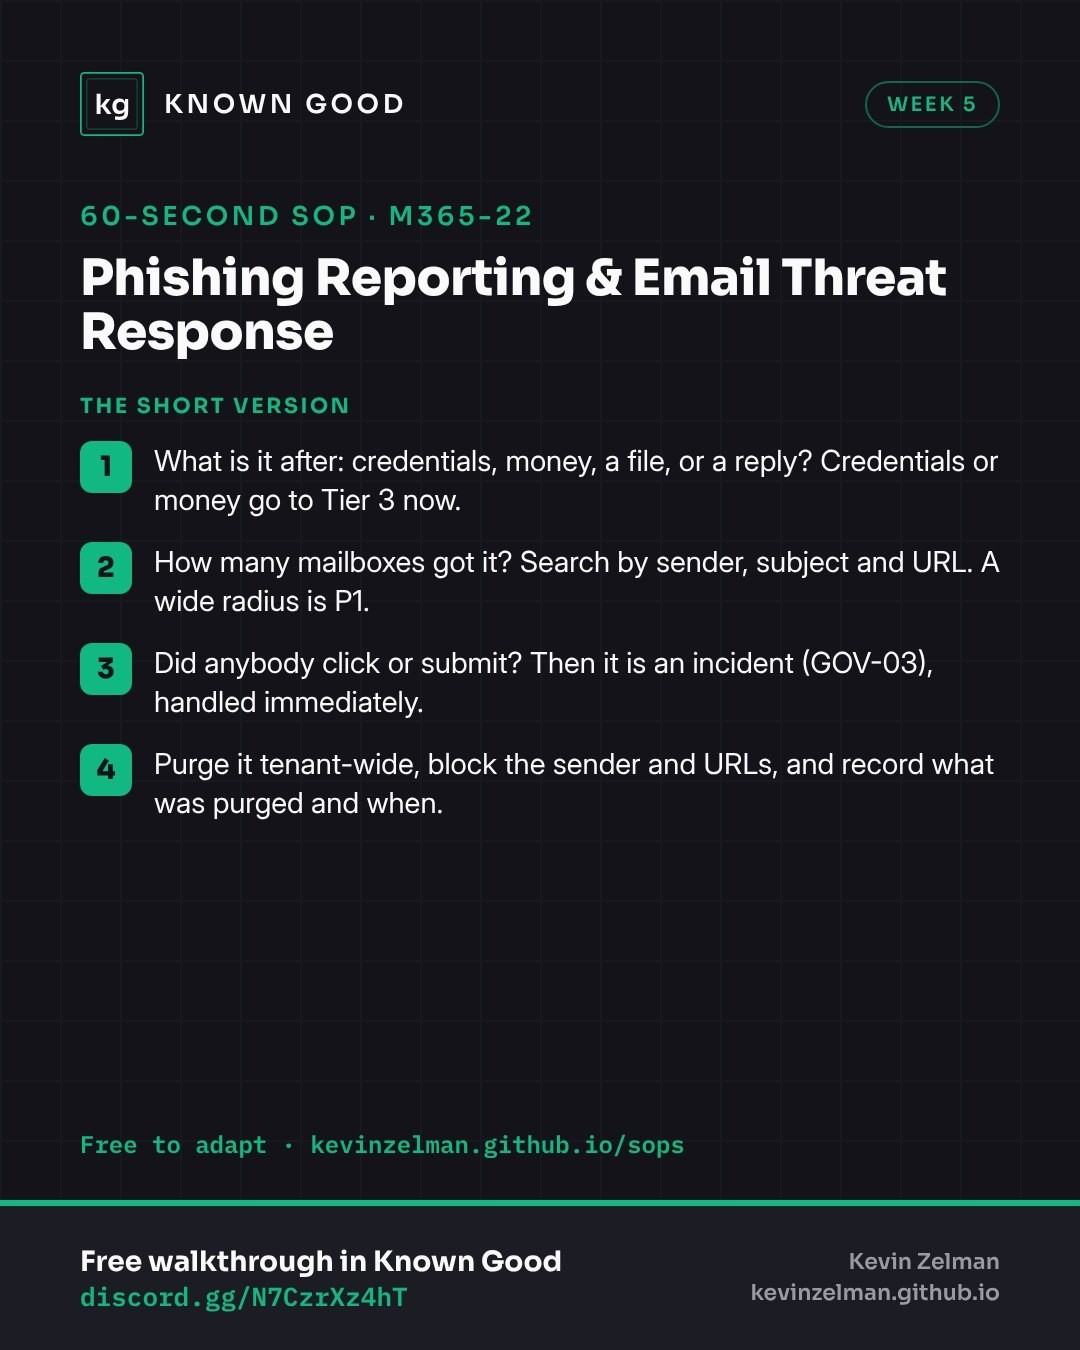 kg KNOWN GOOD
WEEK 5
60-SECOND SOP · M365-22
Phishing Reporting & Email Threat
Response
THE SHORT VERSION
1 What is it after: credentials, money, a file, or a reply? Credentials or
money go to Tier 3 now.
2 How many mailboxes got it? Search by sender, subject and URL. A
wide radius is P1.
3 Did anybody click or submit? Then it is an incident (GOV-03),
handled immediately.
4 Purge it tenant-wide, block the sender and URLs, and record what
was purged and when.
Free to adapt · kevinzelman.github.io/sops
Free walkthrough in Known Good
discord.gg/N7CzrXz4hT
Kevin Zelman
kevinzelman.github.io